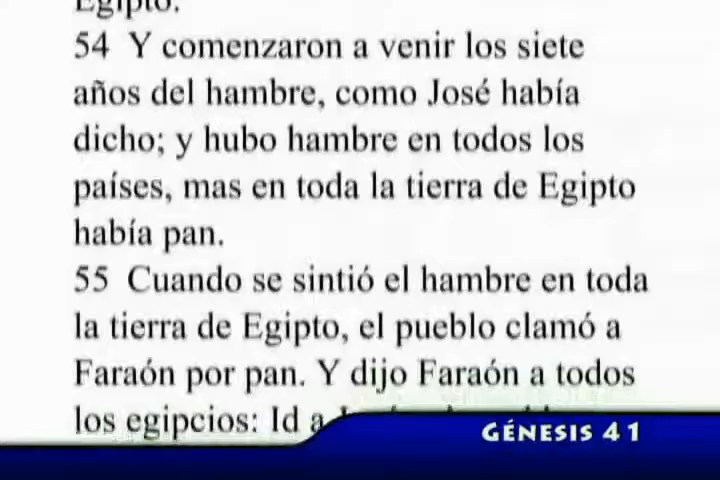 Egipto.
54 Y comenzaron a venir los siete
años del hambre, como José había
dicho; y hubo hambre en todos los
países, mas en toda la tierra de Egipto
había pan.
55 Cuando se sintió el hambre en toda
la tierra de Egipto, el pueblo clamó a
Faraón por pan. Y dijo Faraón a todos
los egipcios: Id a
GÉNESIS 41